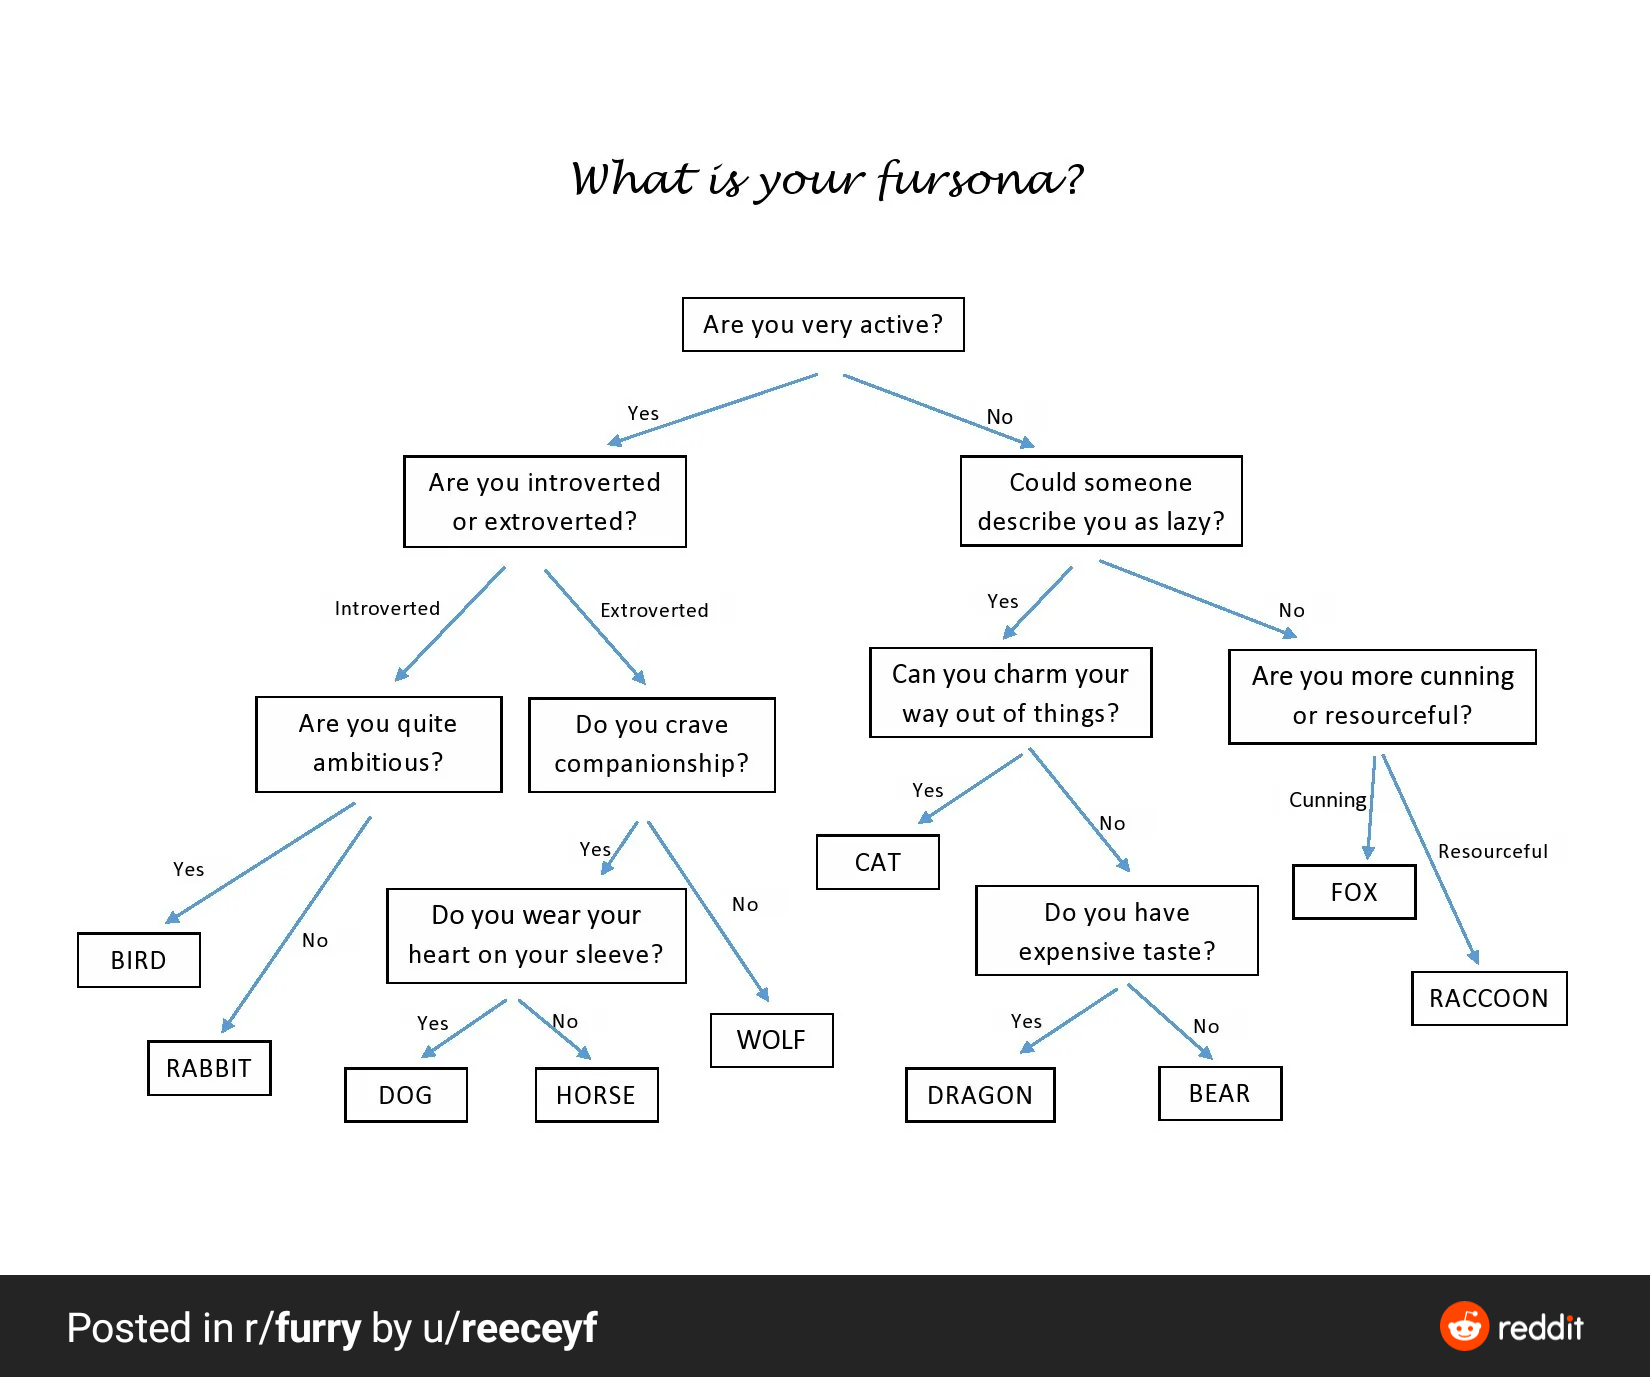 What is your fursona?
Are you very active?
Yes
No
Are you introverted
or extroverted?
Could someone
describe you as lazy?
Introverted
Extroverted
Yes
No
Are you quite
ambitious?
Do you crave
companionship?
Can you charm your
way out of things?
Are you more cunning
or resourceful?
Yes
No
Yes
No
Yes
No
Cunning
Resourceful
BIRD
RABBIT
Do you wear your
heart on your sleeve?
WOLF
CAT
Do you have
expensive taste?
FOX
RACCOON
Yes
No
Yes
No
DOG
HORSE
DRAGON
BEAR
Posted in r/furry by u/reeceyf
reddit